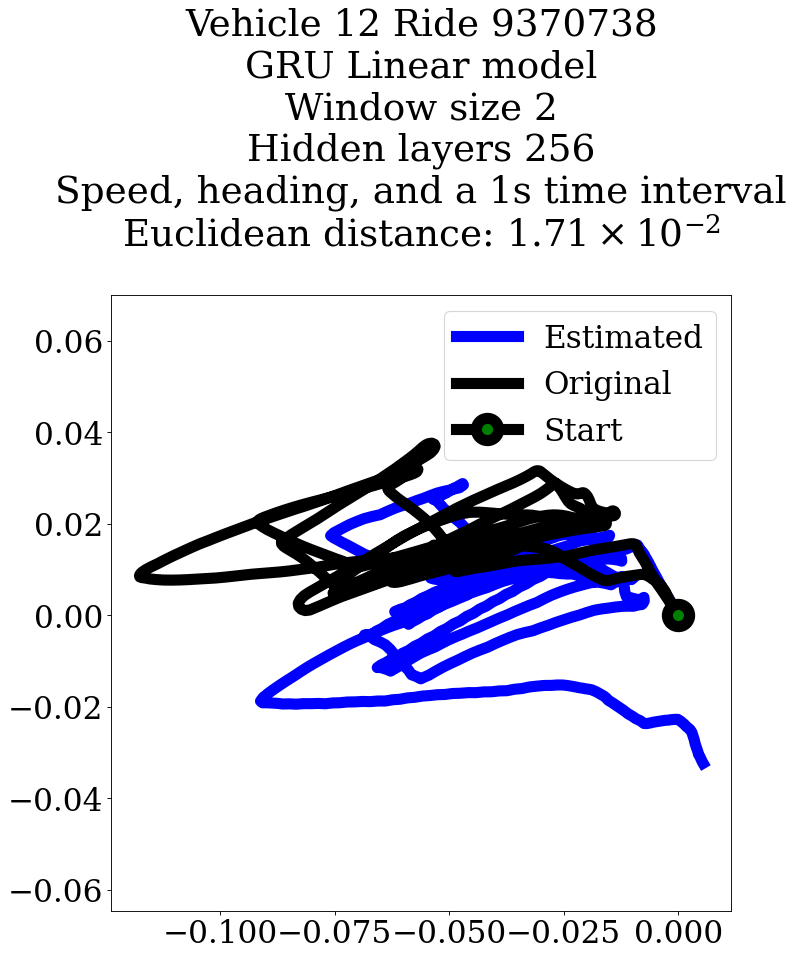 Vehicle 12 Ride 9370738
GRU Linear model
Window size 2
Hidden layers 256
Speed, heading, and a 1s time interval
Euclidean distance: 1.71 × 10⁻²
Estimated
Original
Start
0.06
0.04
0.02
0.00
−0.02
−0.04
−0.06
−0.100 −0.075 −0.050 −0.025 0.000